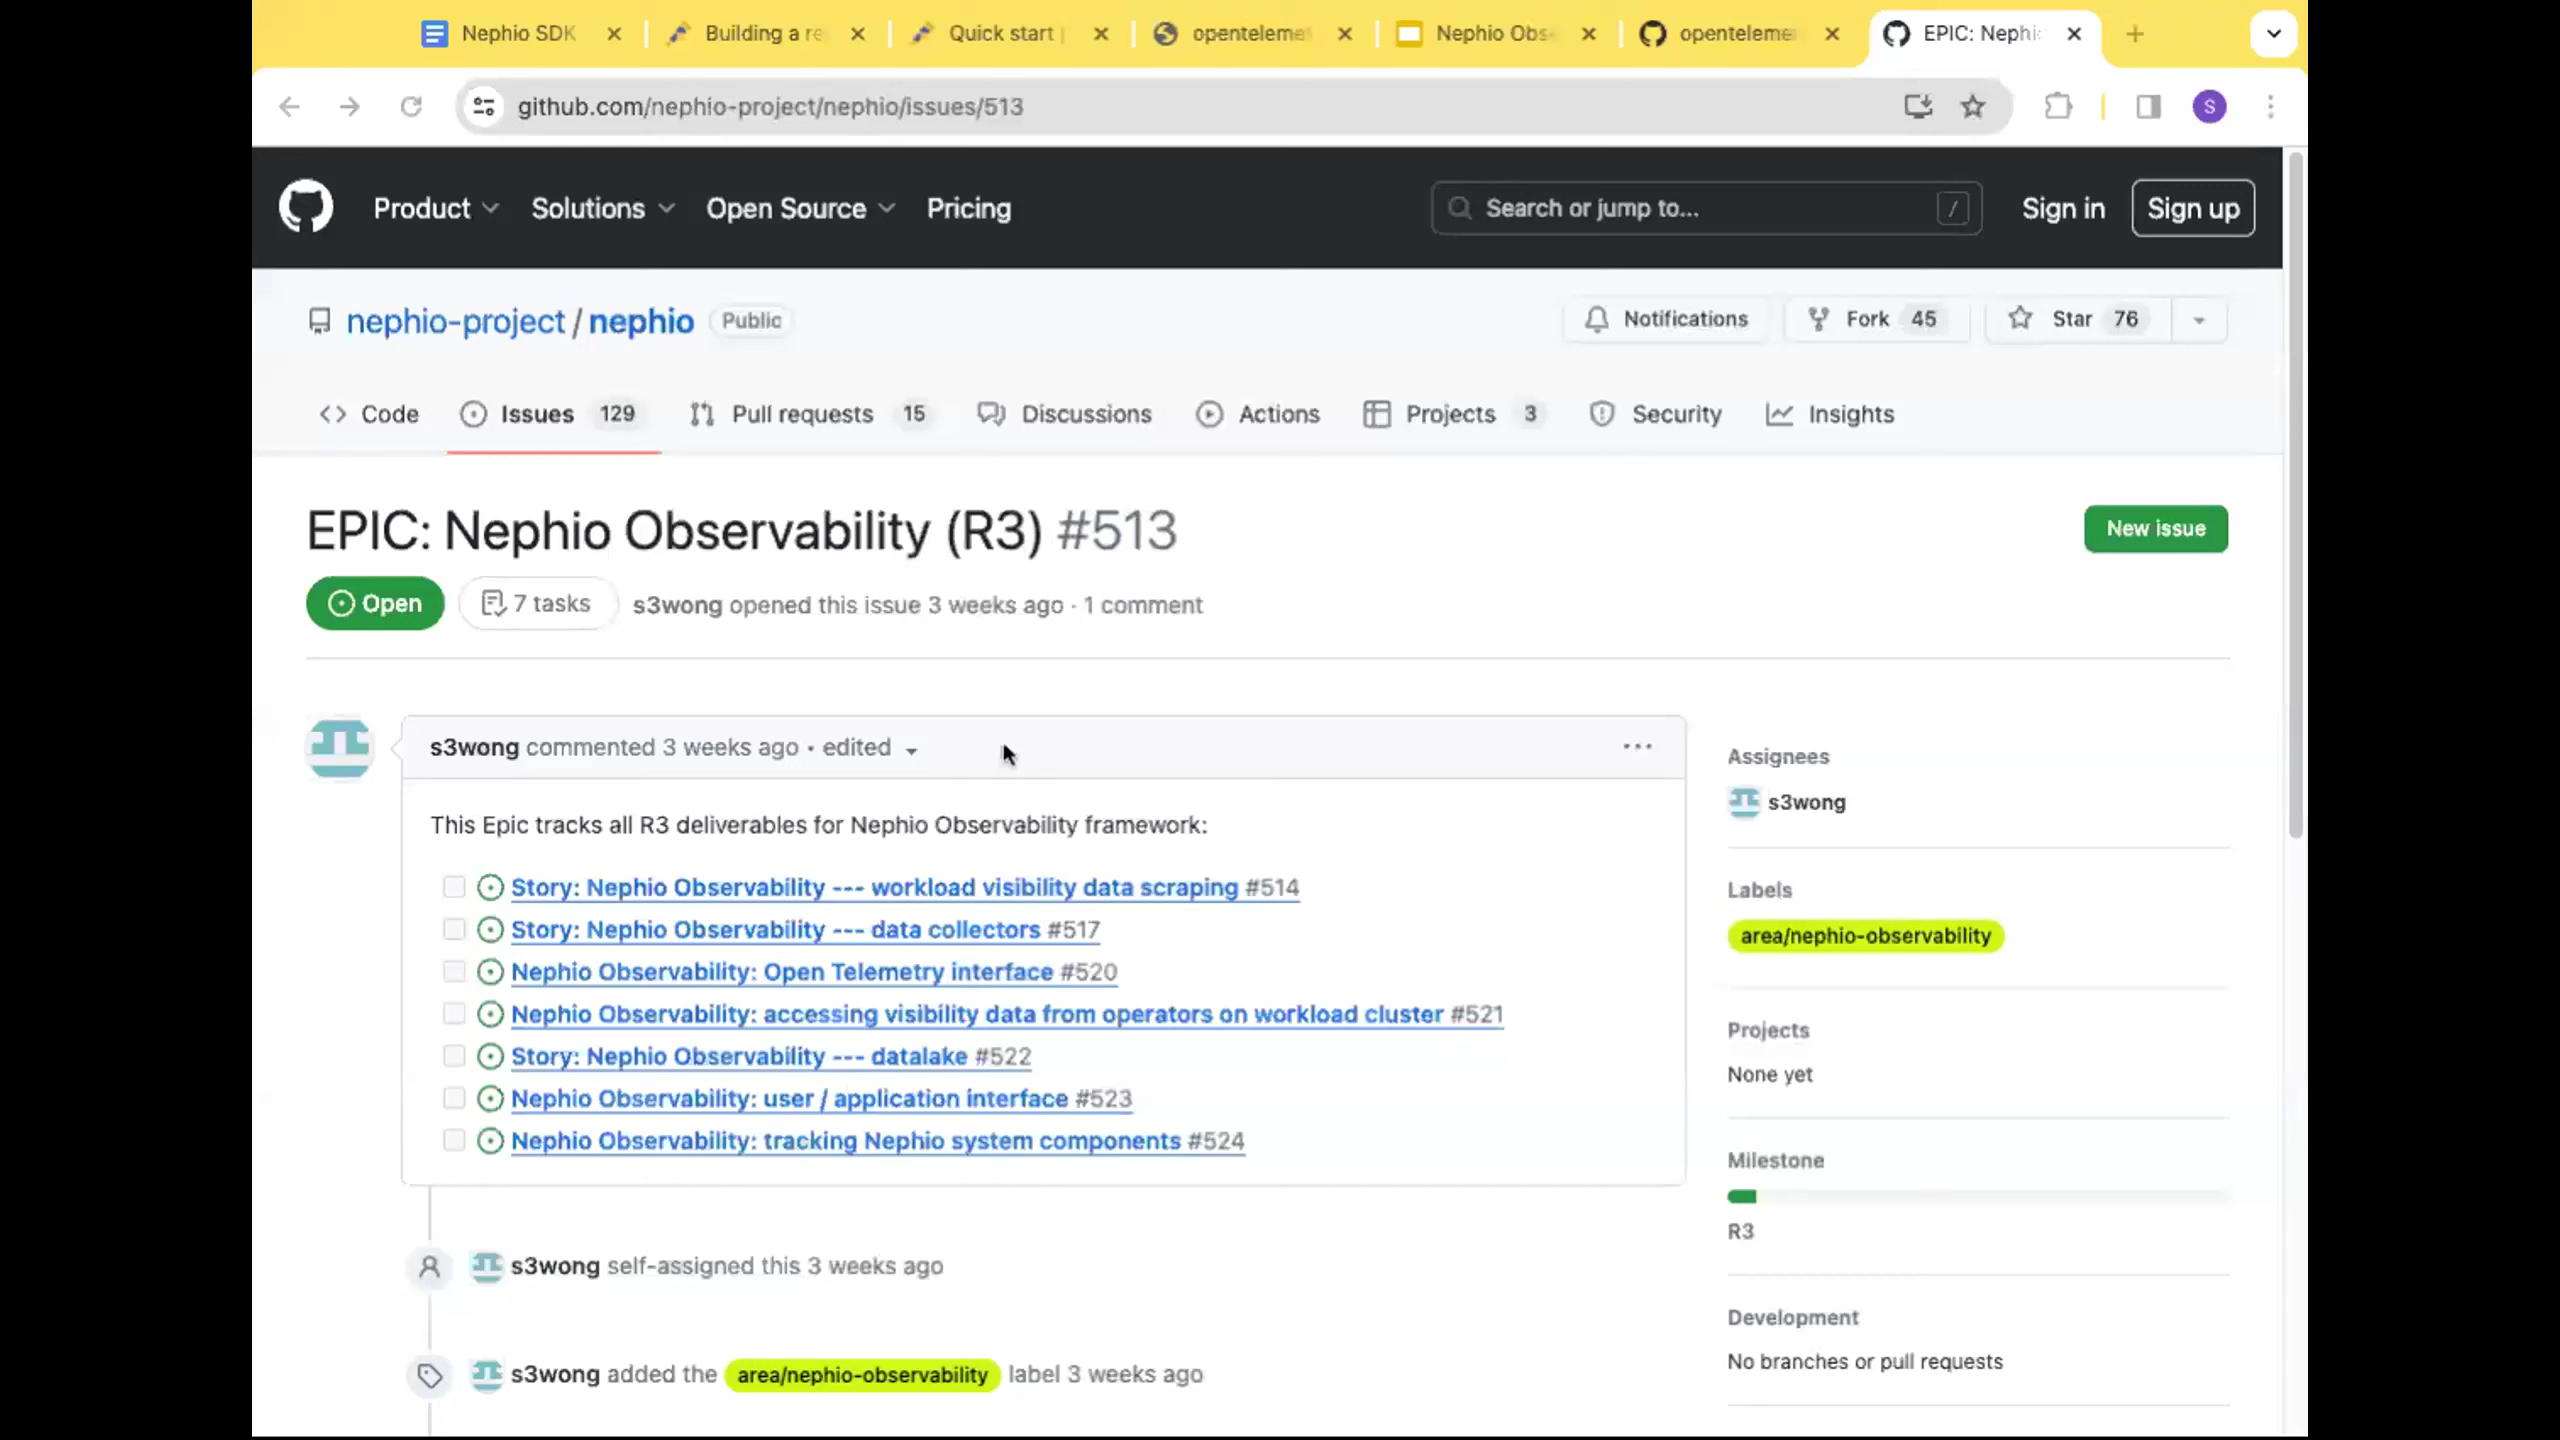 Nephio SDK
Building a re
Quick start
openteleme
Nephio Obs
openteleme
EPIC: Nephi
github.com/nephio-project/nephio/issues/513
S
Product
Solutions
Open Source
Pricing
Search or jump to...
/
Sign in
Sign up
nephio-project / nephio
Public
Notifications
Fork 45
Star 76
Code
Issues 129
Pull requests 15
Discussions
Actions
Projects 3
Security
Insights
EPIC: Nephio Observability (R3) #513
New issue
Open
7 tasks
s3wong opened this issue 3 weeks ago · 1 comment
s3wong commented 3 weeks ago • edited
This Epic tracks all R3 deliverables for Nephio Observability framework:
Story: Nephio Observability --- workload visibility data scraping #514
Story: Nephio Observability --- data collectors #517
Nephio Observability: Open Telemetry interface #520
Nephio Observability: accessing visibility data from operators on workload cluster #521
Story: Nephio Observability --- datalake #522
Nephio Observability: user / application interface #523
Nephio Observability: tracking Nephio system components #524
s3wong self-assigned this 3 weeks ago
s3wong added the area/nephio-observability label 3 weeks ago
Assignees
s3wong
Labels
area/nephio-observability
Projects
None yet
Milestone
R3
Development
No branches or pull requests